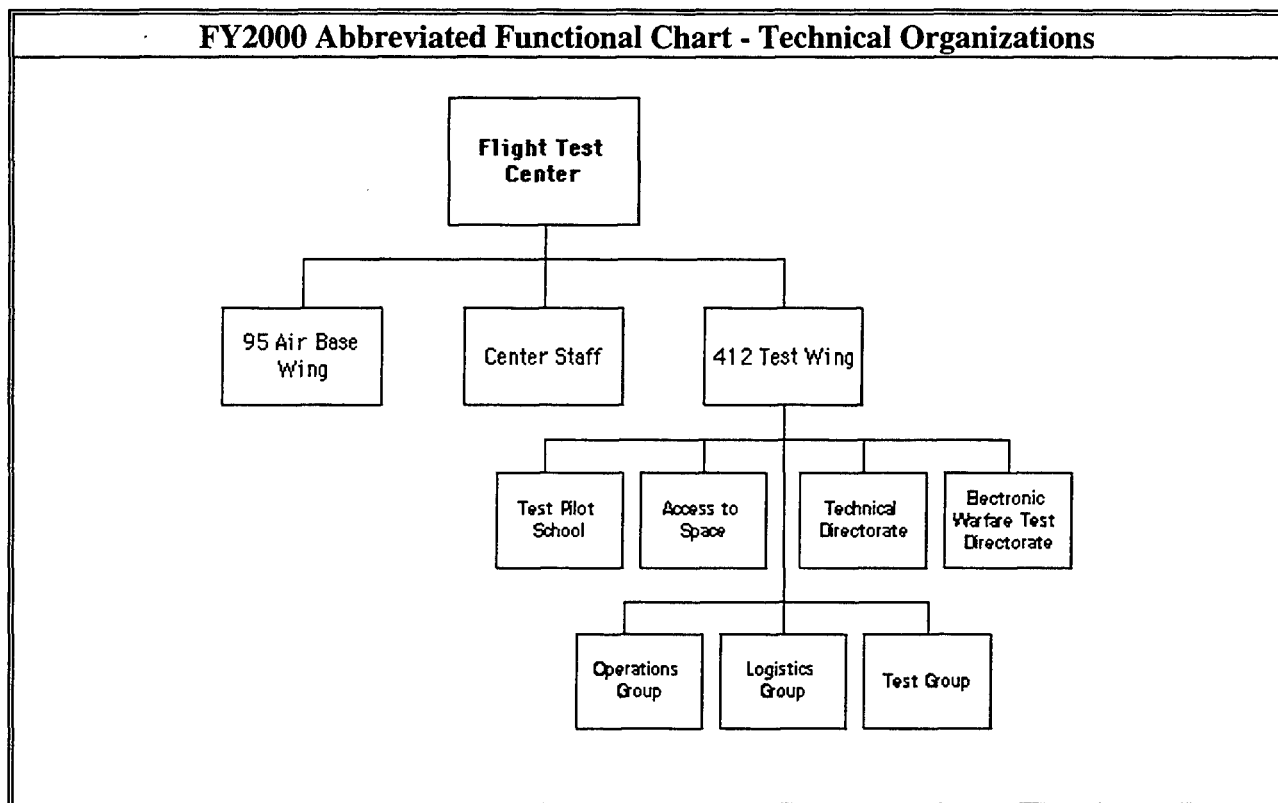 FY2000 Abbreviated Functional Chart - Technical Organizations
Flight Test
Center
95 Air Base
Wing
Center Staff
412 Test Wing
Test Pilot
School
Access to
Space
Technical
Directorate
Electronic
Warfare Test
Directorate
Operations
Group
Logistics
Group
Test Group